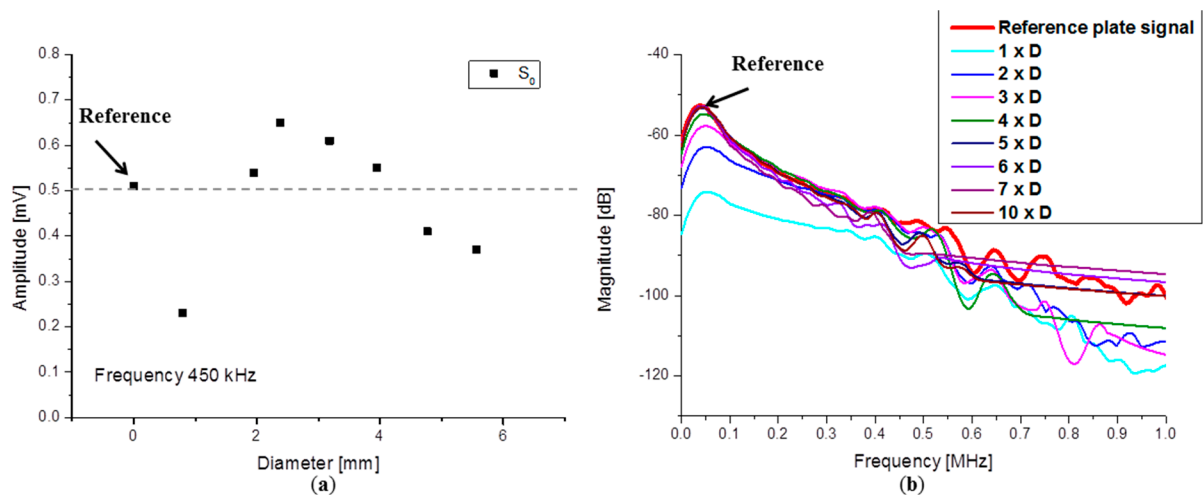 0.8
0.7
0.6
0.5
0.4
0.3
0.2
0.1
0.0
Amplitude [mV]
S0
Reference
Frequency 450 kHz
0 2 4 6
Diameter [mm]
(a)
-40
-60
-80
-100
-120
Magnitude [dB]
Reference
Reference plate signal
1 x D
2 x D
3 x D
4 x D
5 x D
6 x D
7 x D
10 x D
0.0 0.1 0.2 0.3 0.4 0.5 0.6 0.7 0.8 0.9 1.0
Frequency [MHz]
(b)